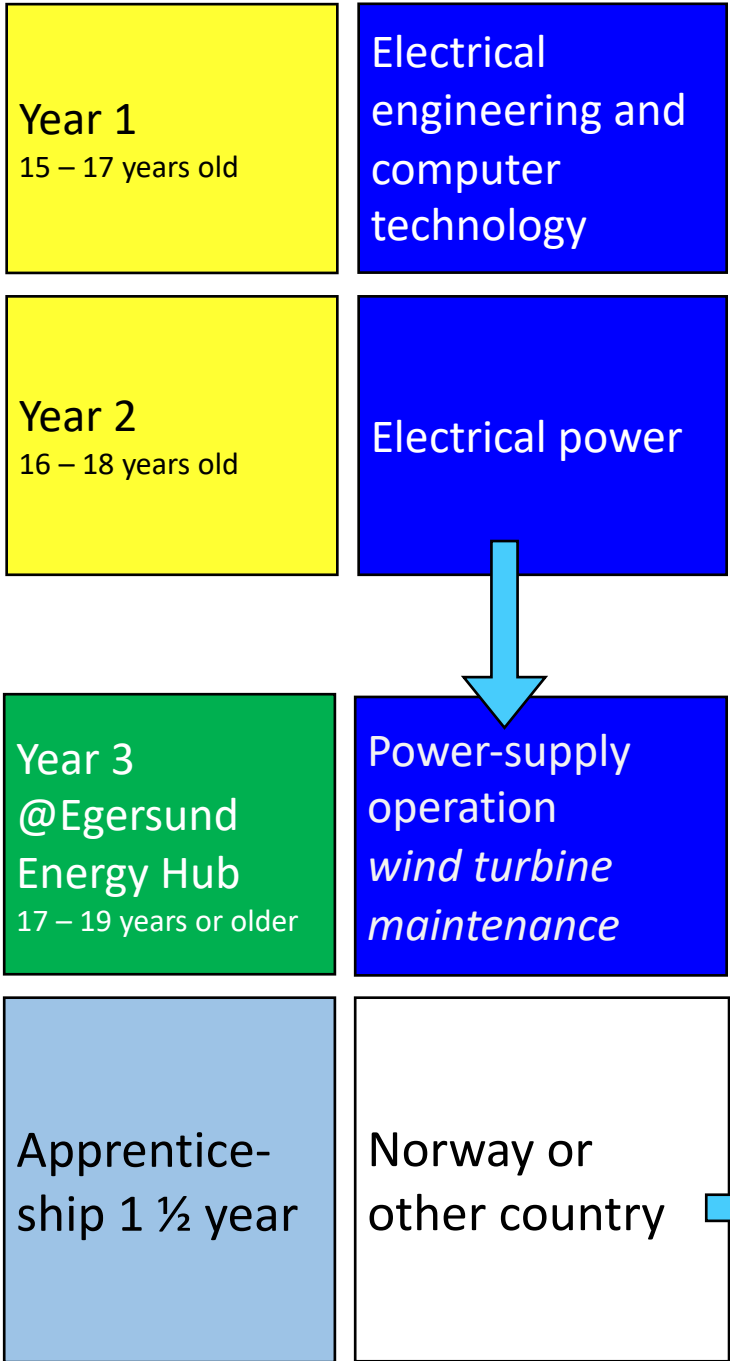 Year 1
15 – 17 years old
Electrical
engineering and
computer
technology
Year 2
16 – 18 years old
Electrical power
Year 3
@Egersund
Energy Hub
17 – 19 years or older
Power-supply
operation
wind turbine
maintenance
Apprentice-
ship 1 ½ year
Norway or
other country